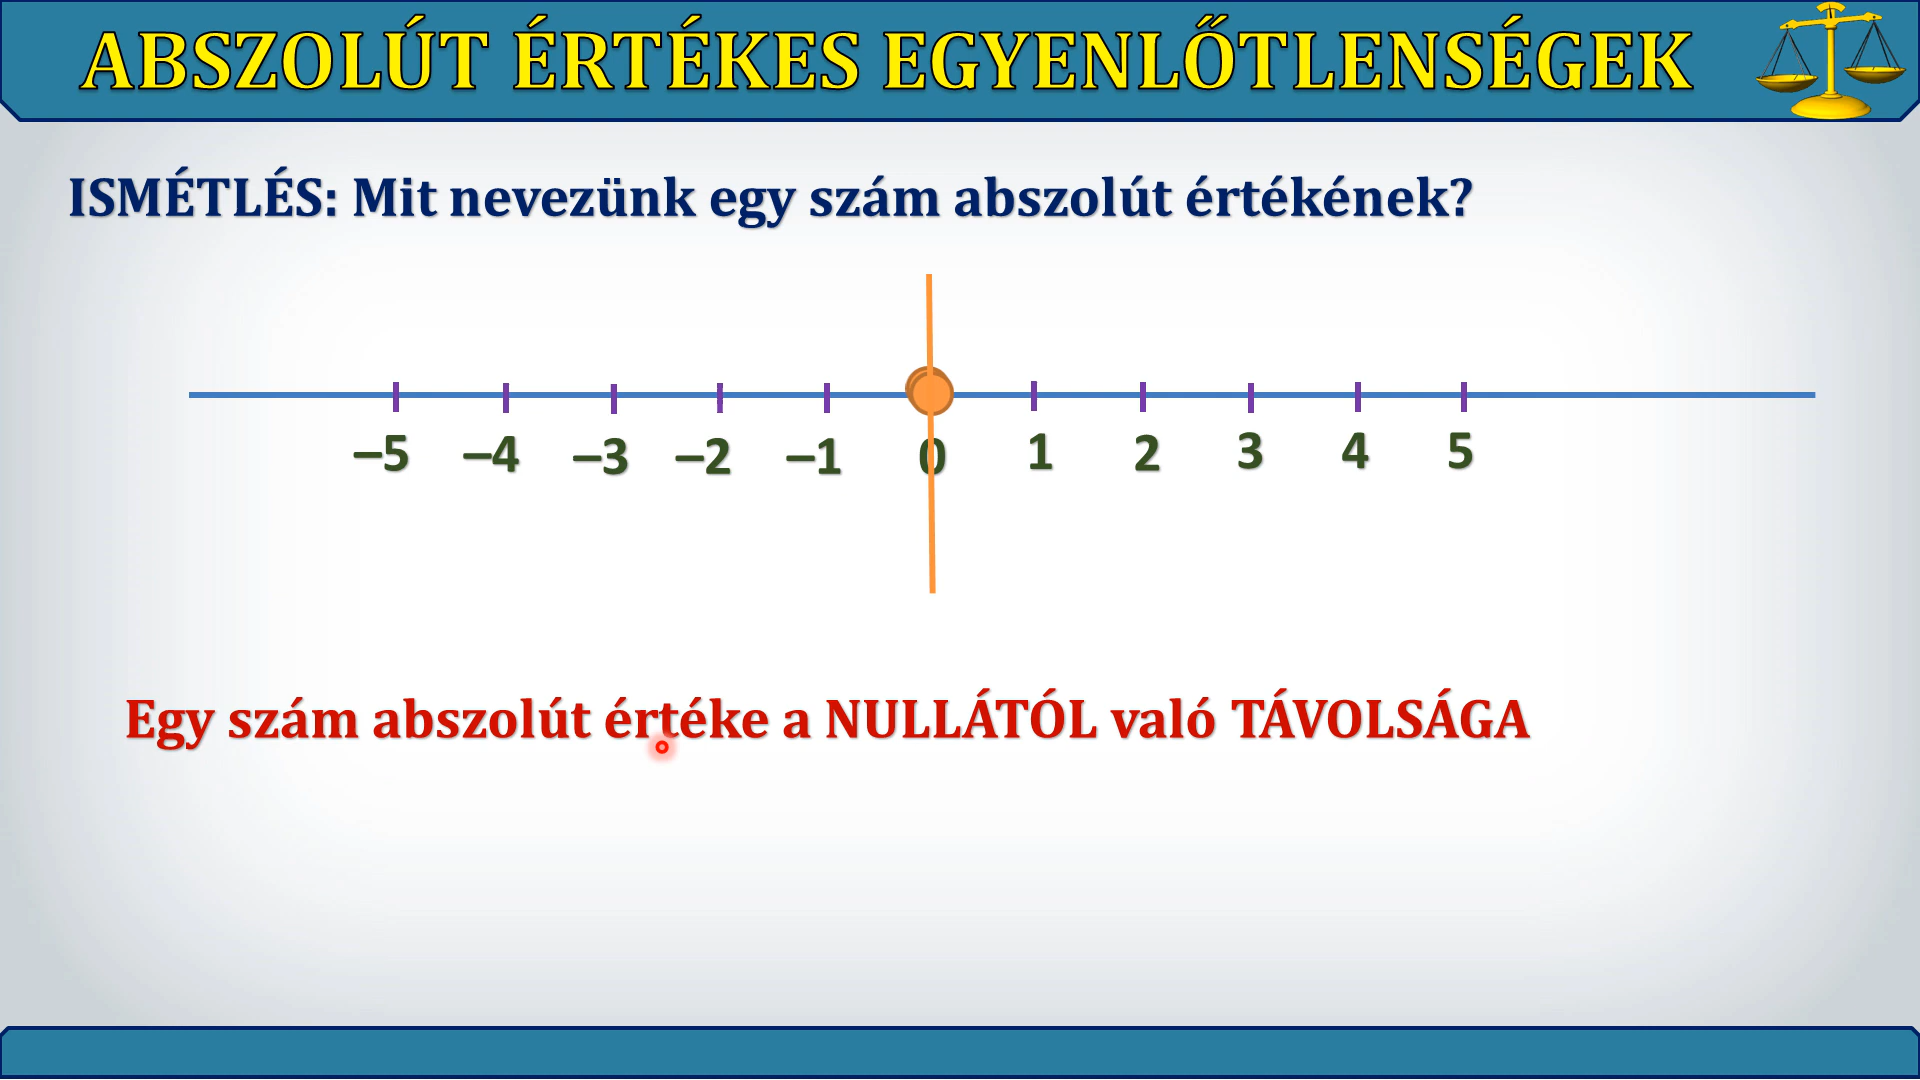 ABSZOLÚT ÉRTÉKES EGYENLŐTLENSÉGEK
ISMÉTLÉS: Mit nevezünk egy szám abszolút értékének?
–5 –4 –3 –2 –1 0 1 2 3 4 5
Egy szám abszolút értéke a NULLÁTÓL való TÁVOLSÁGA